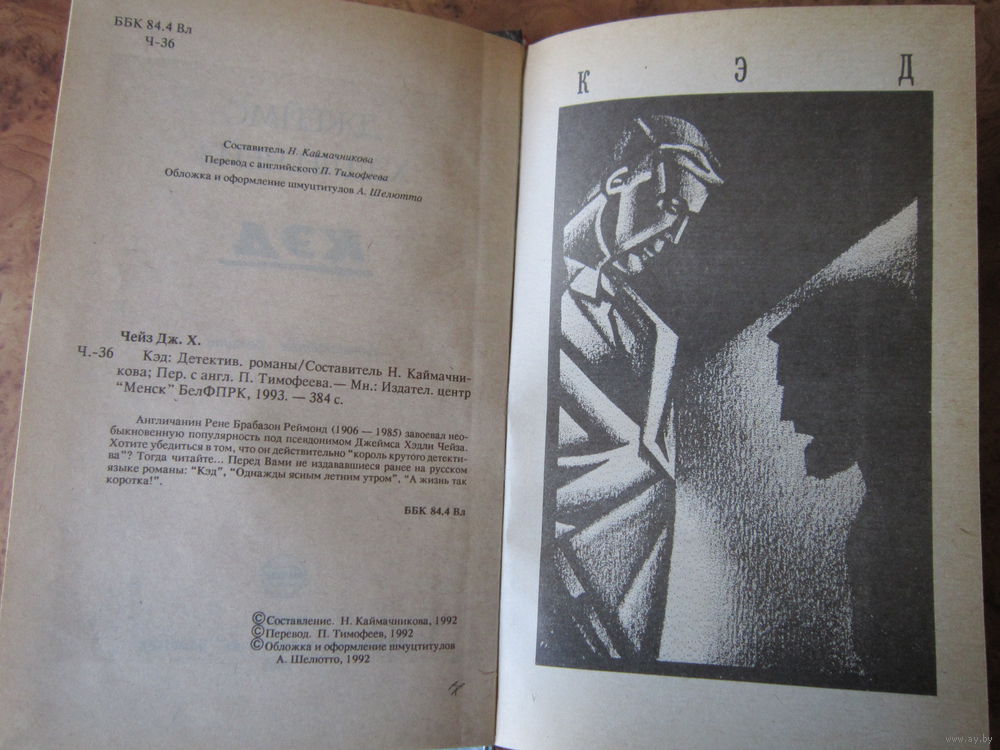 ББК 84.4 Вл
Ч-36
Составитель Н. Каймачникова
Перевод с английского П. Тимофеева
Обложка и оформление шмуцтитулов А. Шелютто
КЭД
Чейз Дж. Х.
Ч.-36 Кэд: Детектив. романы/Составитель Н. Каймачни-
кова; Пер. с англ. П. Тимофеева.— Мн.: Издател. центр
“Менск” БелФПРК, 1993. — 384 с.
Англичанин Рене Брабазон Реймонд (1906 — 1985) завоевал нео-
быкновенную популярность под псевдонимом Джеймса Хэдли Чейза.
Хотите убедиться в том, что он действительно “король крутого детекти-
ва”? Тогда читайте... Перед Вами не издававшиеся ранее на русском
языке романы: “Кэд”, “Однажды ясным летним утром”, “А жизнь так
коротка!”.
ББК 84.4 Вл
©Составление. Н. Каймачникова, 1992
©Перевод. П. Тимофеев, 1992
©Обложка и оформление шмуцтитулов
А. Шелютто, 1992
К Э Д
www.ay.by